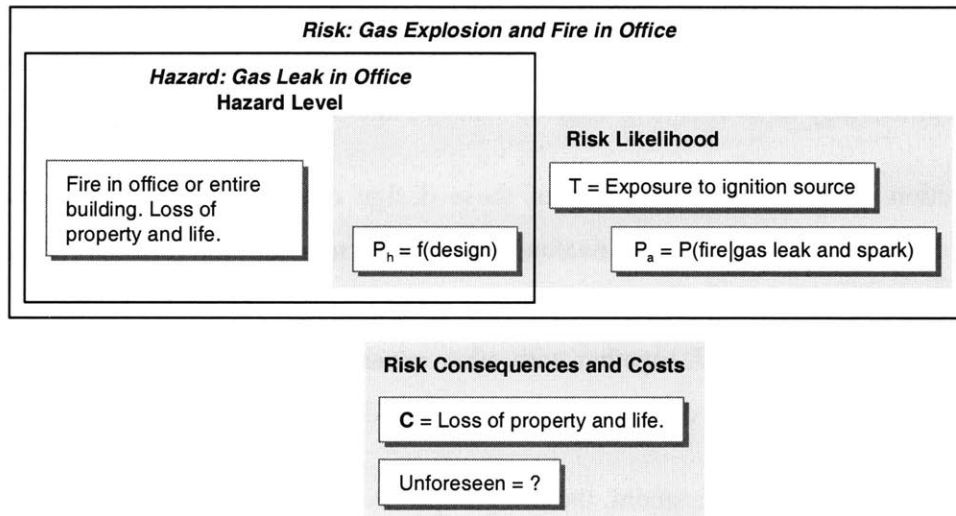 Risk: Gas Explosion and Fire in Office
Hazard: Gas Leak in Office
Hazard Level
Risk Likelihood
Fire in office or entire
building. Loss of
property and life.
T = Exposure to ignition source
Pₕ = f(design)
Pₐ = P(fire|gas leak and spark)
Risk Consequences and Costs
C = Loss of property and life.
Unforeseen = ?